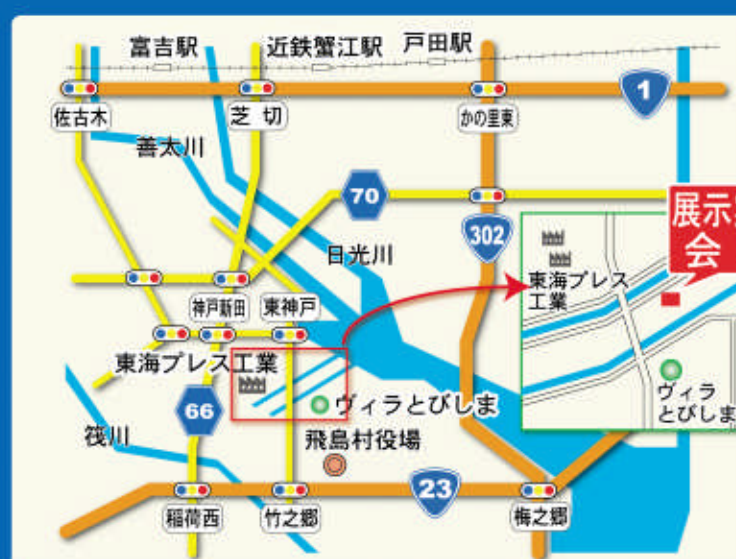 富吉駅
近鉄蟹江駅
戸田駅
1
佐古木
芝切
かの里東
善太川
70
展示
会
302
日光川
東海プレス
工業
神戸新田
東神戸
東海プレス工業
ヴィラ
とびしま
66
ヴィラとびしま
筏川
飛島村役場
23
稲荷西
竹之郷
梅之郷